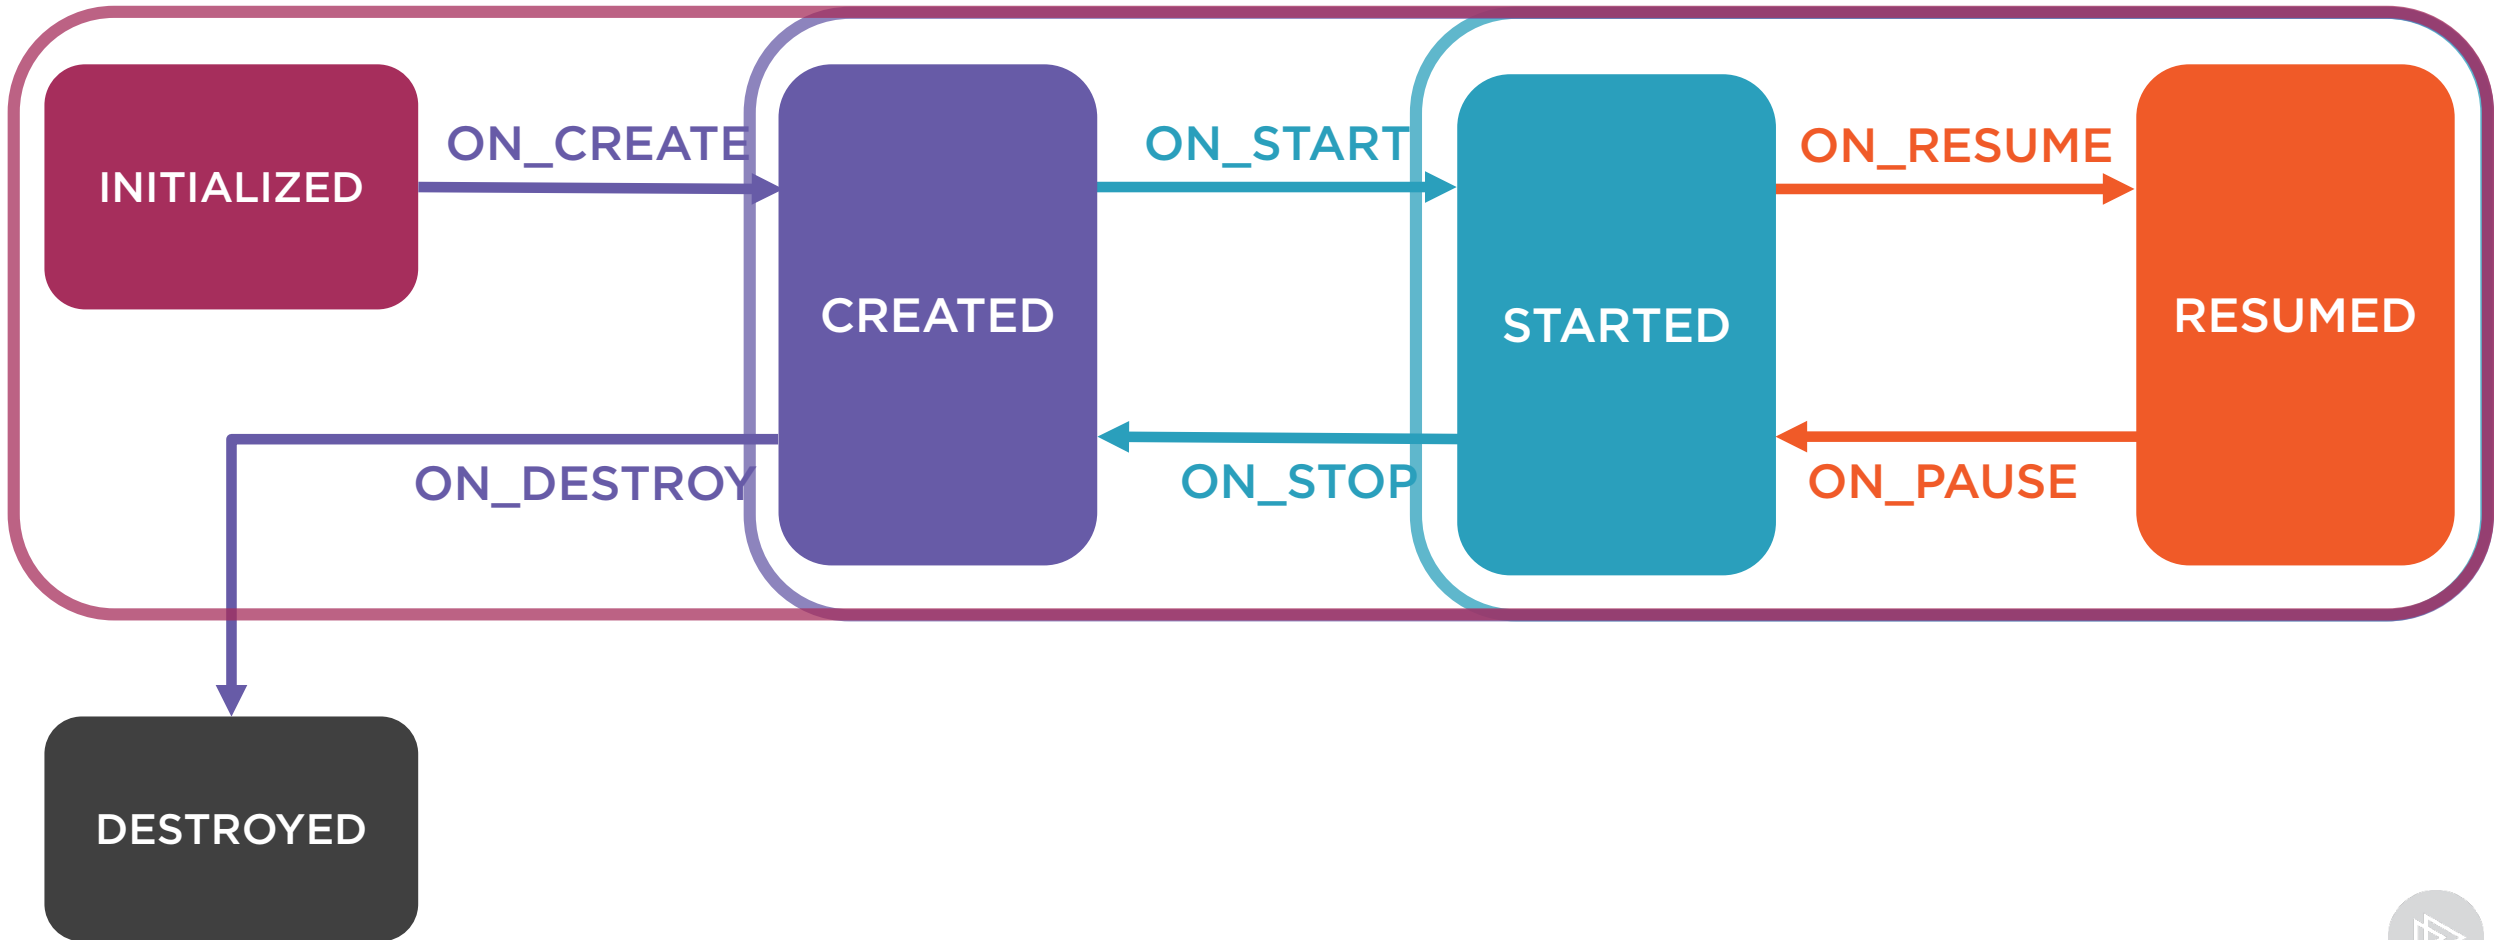 ON_CREATE
ON_START
ON_RESUME
INITIALIZED
CREATED
STARTED
RESUMED
ON_DESTROY
ON_STOP
ON_PAUSE
DESTROYED